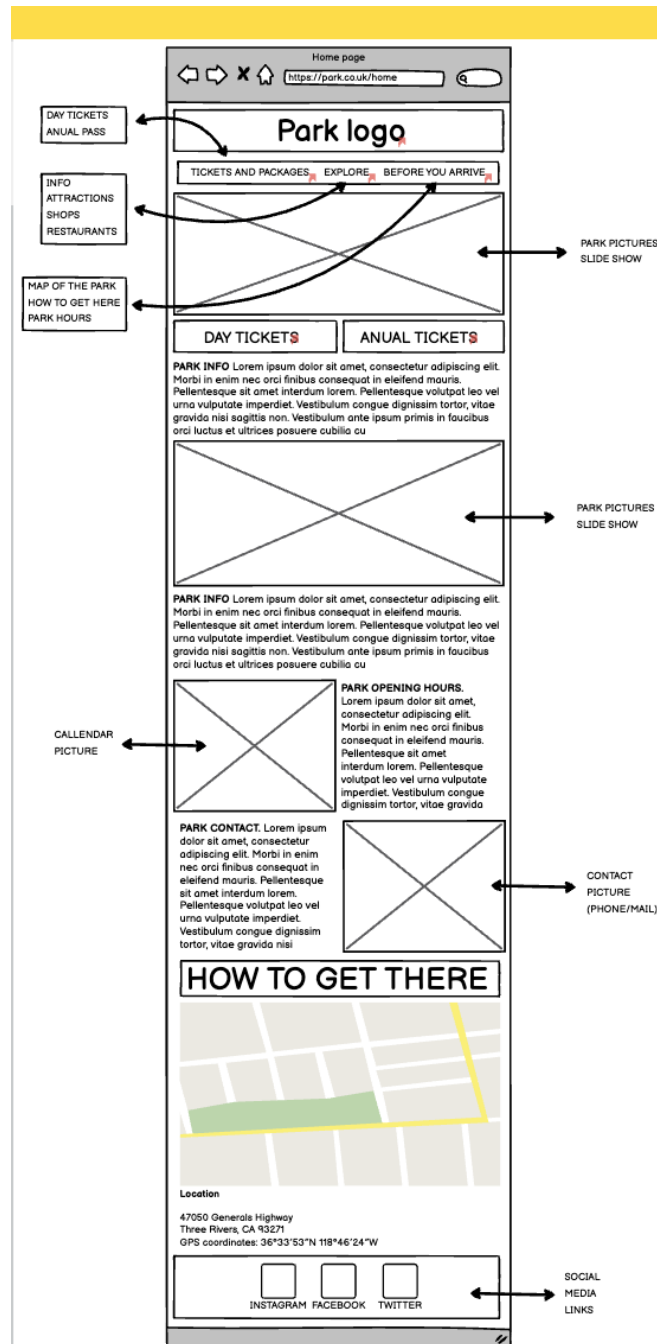 Home page
https://park.co.uk/home
Park logo
DAY TICKETS
ANUAL PASS
TICKETS AND PACKAGES EXPLORE BEFORE YOU ARRIVE
INFO
ATTRACTIONS
SHOPS
RESTAURANTS
MAP OF THE PARK
HOW TO GET HERE
PARK HOURS
PARK PICTURES
SLIDE SHOW
DAY TICKETS ANUAL TICKETS
PARK INFO Lorem ipsum dolor sit amet, consectetur adipiscing elit.
Morbi in enim nec orci finibus consequat in eleifend mauris.
Pellentesque sit amet interdum lorem. Pellentesque volutpat leo vel
urna vulputate imperdiet. Vestibulum congue dignissim tortor, vitae
gravida nisi sagittis non. Vestibulum ante ipsum primis in faucibus
orci luctus et ultrices posuere cubilia cu
PARK PICTURES
SLIDE SHOW
PARK INFO Lorem ipsum dolor sit amet, consectetur adipiscing elit.
Morbi in enim nec orci finibus consequat in eleifend mauris.
Pellentesque sit amet interdum lorem. Pellentesque volutpat leo vel
urna vulputate imperdiet. Vestibulum congue dignissim tortor, vitae
gravida nisi sagittis non. Vestibulum ante ipsum primis in faucibus
orci luctus et ultrices posuere cubilia cu
CALLENDAR
PICTURE
PARK OPENING HOURS.
Lorem ipsum dolor sit amet,
consectetur adipiscing elit.
Morbi in enim nec orci finibus
consequat in eleifend mauris.
Pellentesque sit amet
interdum lorem. Pellentesque
volutpat leo vel urna vulputate
imperdiet. Vestibulum congue
dignissim tortor, vitae gravida
PARK CONTACT. Lorem ipsum
dolor sit amet, consectetur
adipiscing elit. Morbi in enim
nec orci finibus consequat in
eleifend mauris. Pellentesque
sit amet interdum lorem.
Pellentesque volutpat leo vel
urna vulputate imperdiet.
Vestibulum congue dignissim
tortor, vitae gravida nisi
CONTACT
PICTURE
(PHONE/MAIL)
HOW TO GET THERE
Location
47050 Generals Highway
Three Rivers, CA 93271
GPS coordinates: 36°33'53"N 118°46'24"W
INSTAGRAM FACEBOOK TWITTER
SOCIAL
MEDIA
LINKS